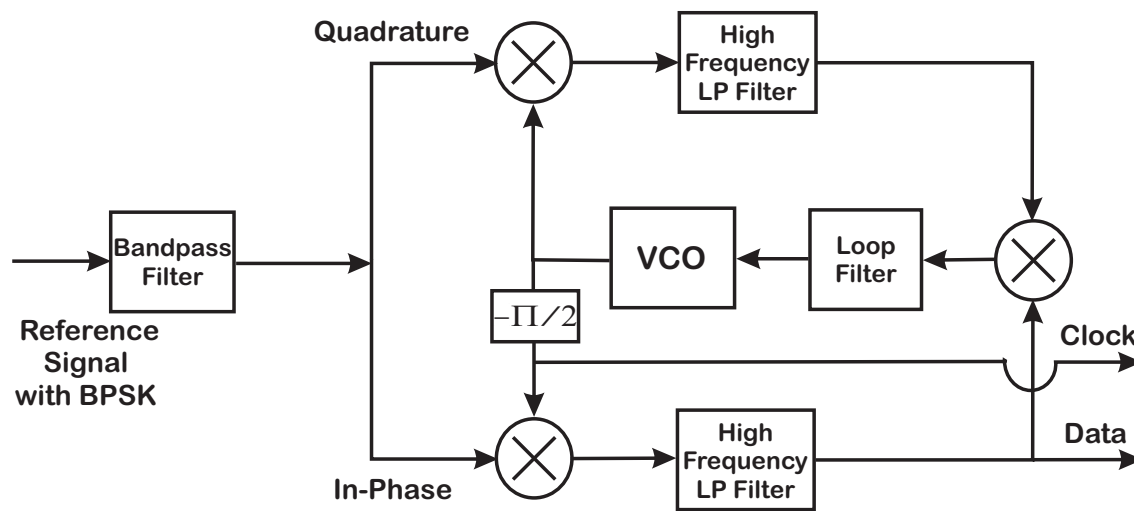 Quadrature
High
Frequency
LP Filter
Bandpass
Filter
VCO
Loop
Filter
−Π/2
Reference
Signal
with BPSK
Clock
In-Phase
High
Frequency
LP Filter
Data